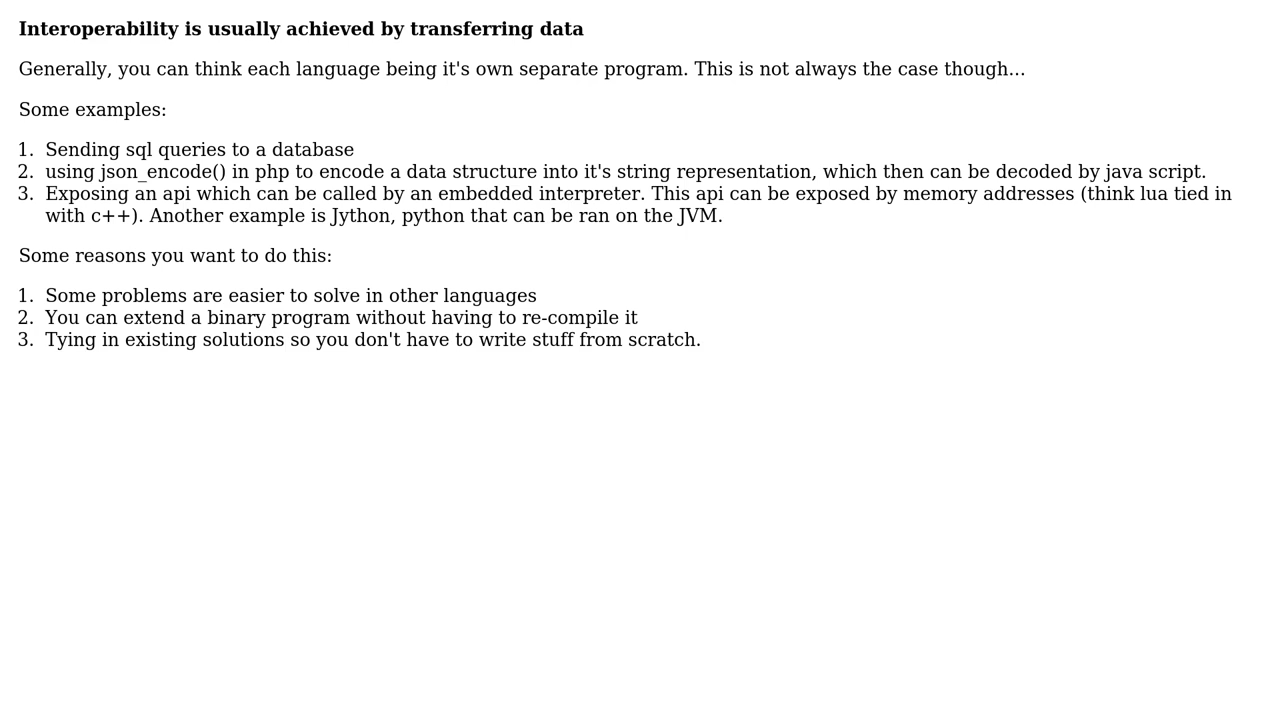 Interoperability is usually achieved by transferring data
Generally, you can think each language being it's own separate program. This is not always the case though...
Some examples:
1. Sending sql queries to a database
2. using json_encode() in php to encode a data structure into it's string representation, which then can be decoded by java script.
3. Exposing an api which can be called by an embedded interpreter. This api can be exposed by memory addresses (think lua tied in
with c++). Another example is Jython, python that can be ran on the JVM.
Some reasons you want to do this:
1. Some problems are easier to solve in other languages
2. You can extend a binary program without having to re-compile it
3. Tying in existing solutions so you don't have to write stuff from scratch.